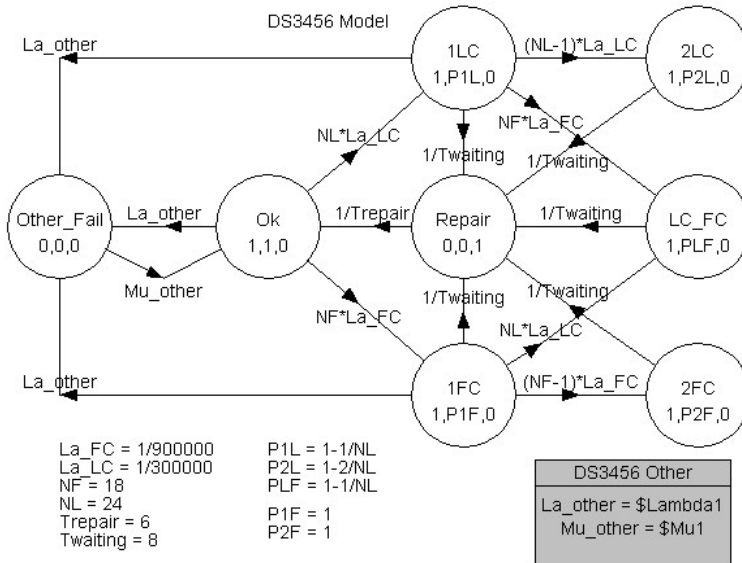 DS3456 Model
La_other
1LC
1,P1L,0
(NL-1)*La_LC
2LC
1,P2L,0
NL*La_LC
NF*La_FC
1/Twaiting
1/Twaiting
Other_Fail
0,0,0
La_other
Ok
1,1,0
1/Trepair
Repair
0,0,1
1/Twaiting
LC_FC
1,PLF,0
Mu_other
1/Twaiting
1/Twaiting
NF*La_FC
NL*La_LC
La_other
1FC
1,P1F,0
(NF-1)*La_FC
2FC
1,P2F,0
La_FC = 1/900000
La_LC = 1/300000
NF = 18
NL = 24
Trepair = 6
Twaiting = 8
P1L = 1-1/NL
P2L = 1-2/NL
PLF = 1-1/NL
P1F = 1
P2F = 1
DS3456 Other
La_other = $Lambda1
Mu_other = $Mu1